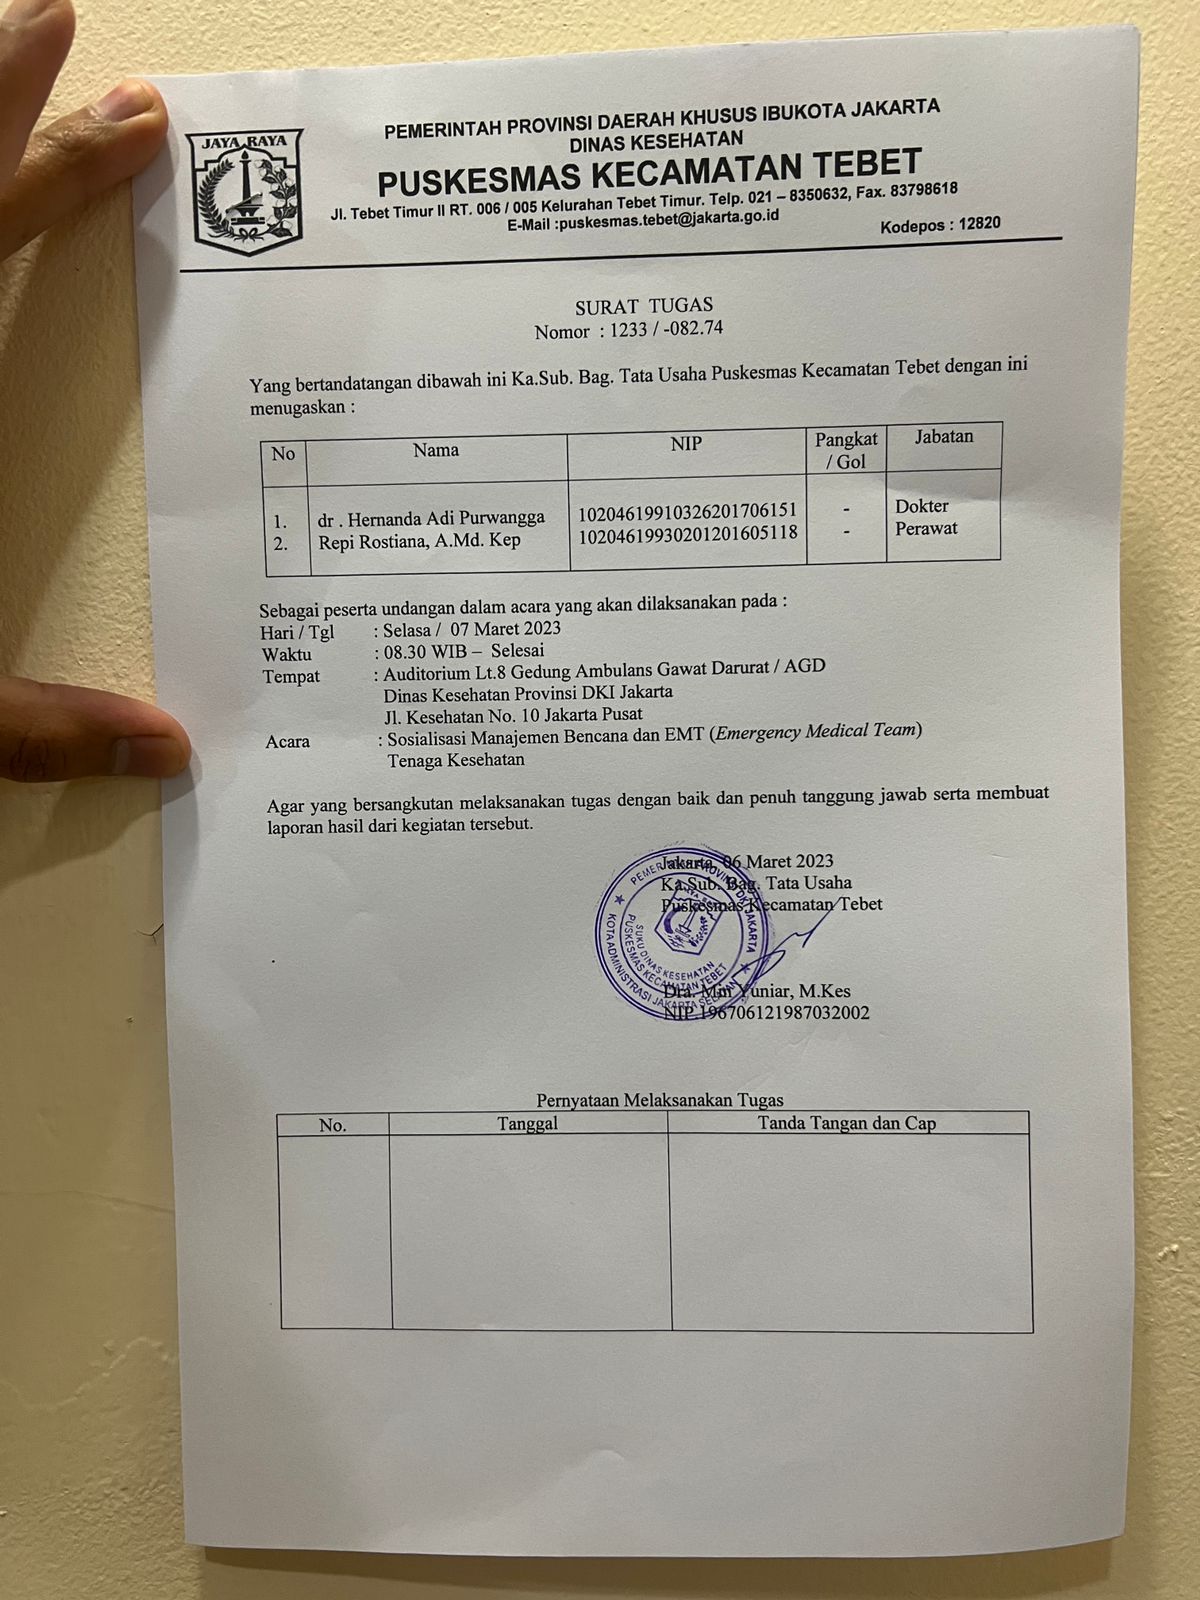 JAYA RAYA
PEMERINTAH PROVINSI DAERAH KHUSUS IBUKOTA JAKARTA
DINAS KESEHATAN
PUSKESMAS KECAMATAN TEBET
Jl. Tebet Timur II RT. 006 / 005 Kelurahan Tebet Timur. Telp. 021 – 8350632, Fax. 83798618
E-Mail :puskesmas.tebet@jakarta.go.id
Kodepos : 12820
SURAT TUGAS
Nomor : 1233 / -082.74
Yang bertandatangan dibawah ini Ka.Sub. Bag. Tata Usaha Puskesmas Kecamatan Tebet dengan ini
menugaskan :
No Nama NIP Pangkat / Gol Jabatan
1. dr . Hernanda Adi Purwangga 10204619910326201706151 - Dokter
2. Repi Rostiana, A.Md. Kep 10204619930201201605118 - Perawat
Sebagai peserta undangan dalam acara yang akan dilaksanakan pada :
Hari / Tgl : Selasa / 07 Maret 2023
Waktu : 08.30 WIB – Selesai
Tempat : Auditorium Lt.8 Gedung Ambulans Gawat Darurat / AGD
Dinas Kesehatan Provinsi DKI Jakarta
Jl. Kesehatan No. 10 Jakarta Pusat
Acara : Sosialisasi Manajemen Bencana dan EMT (Emergency Medical Team)
Tenaga Kesehatan
Agar yang bersangkutan melaksanakan tugas dengan baik dan penuh tanggung jawab serta membuat
laporan hasil dari kegiatan tersebut.
Jakarta, 06 Maret 2023
Ka.Sub. Bag. Tata Usaha
Puskesmas Kecamatan Tebet
PEMERINTAH PROVINSI DKI JAKARTA
KOTA ADMINISTRASI JAKARTA SELATAN
SUKU DINAS KESEHATAN
PUSKESMAS KECAMATAN TEBET
Dra. Yuniar, M.Kes
NIP.196706121987032002
Pernyataan Melaksanakan Tugas
No. Tanggal Tanda Tangan dan Cap